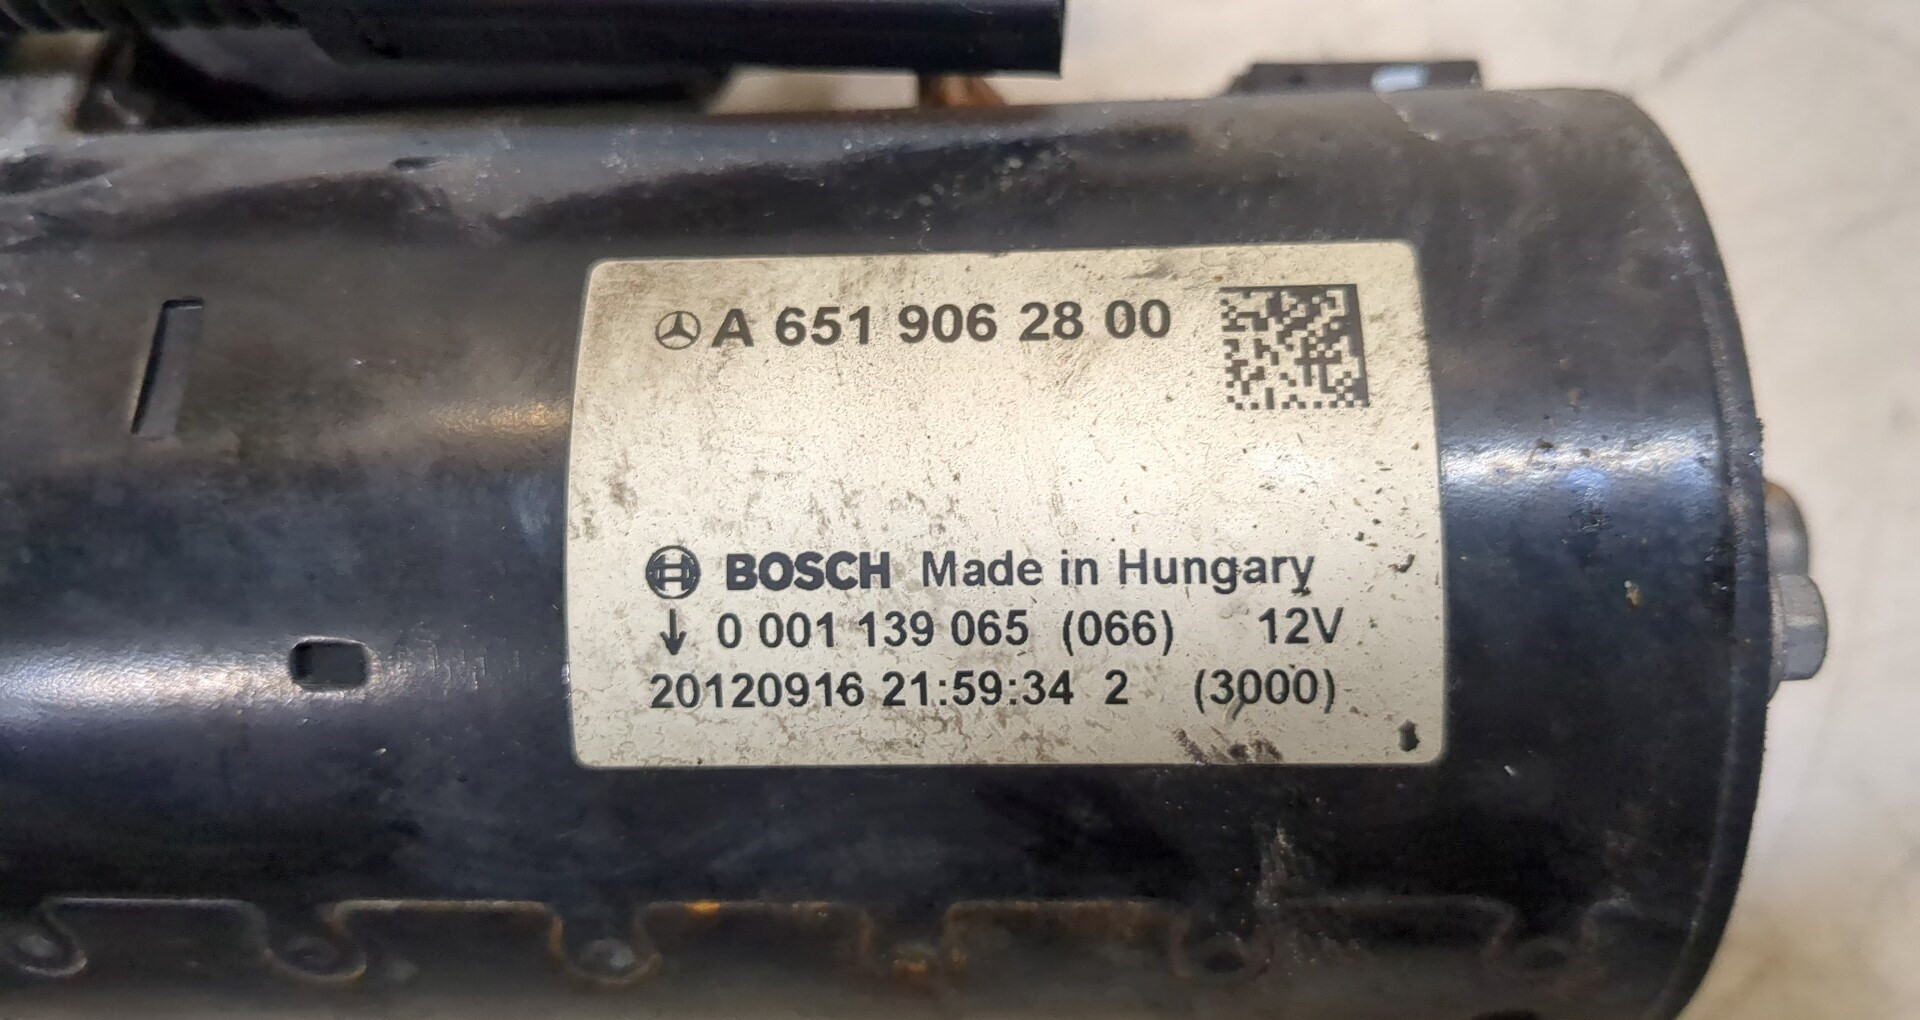 A 651 906 28 00
BOSCH Made in Hungary
↓ 0 001 139 065 (066) 12V
20120916 21:59:34 2 (3000)